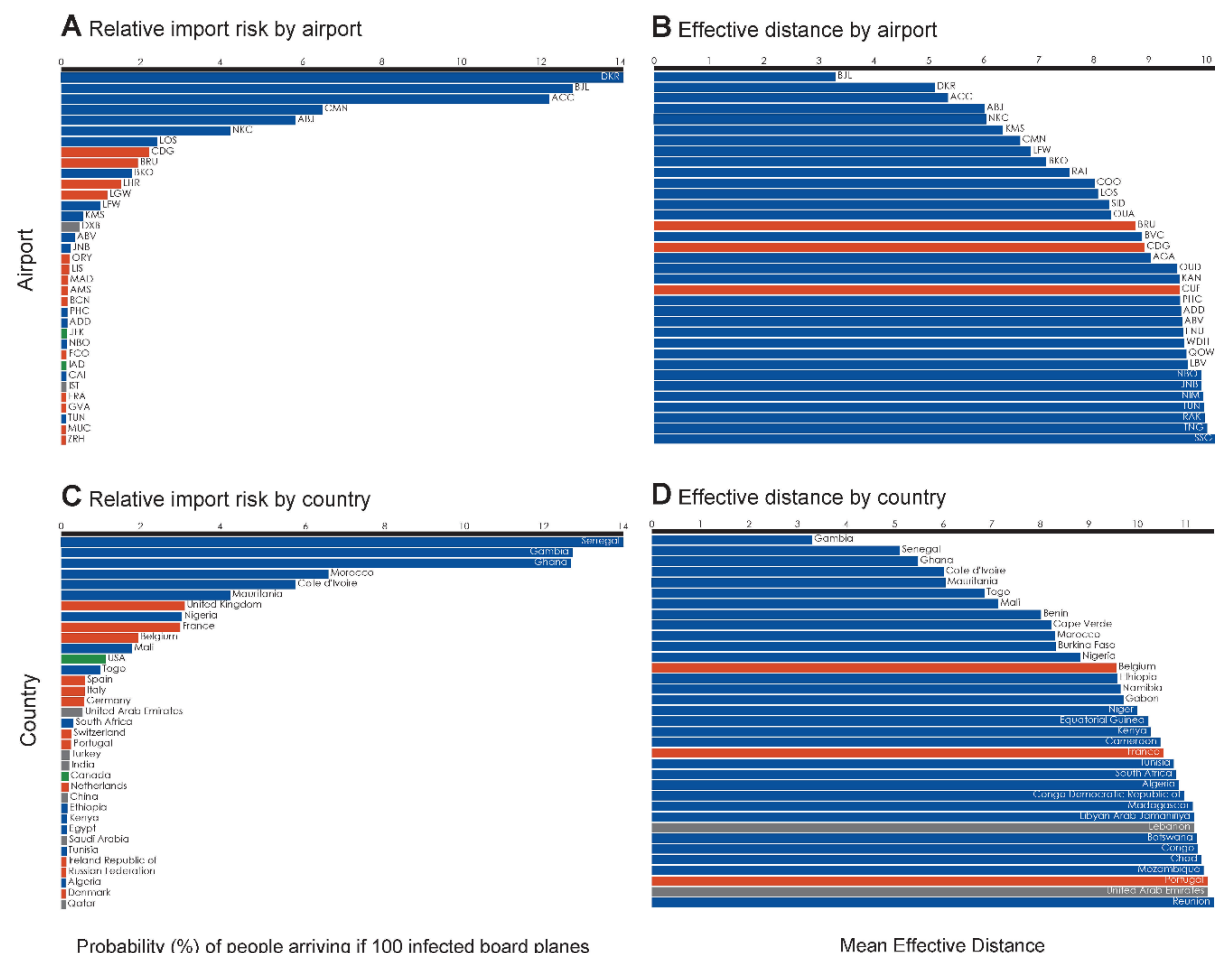 A Relative import risk by airport
0 2 4 6 8 10 12 14
DKR
BJL
ACC
CMN
ABJ
NKC
LOS
CDG
BRU
BKO
LHR
LGW
LFW
KMS
DXB
ABV
JNB
ORY
LIS
MAD
AMS
BCN
PHC
ADD
JFK
NBO
FCO
IAD
CAI
IST
FRA
GVA
TUN
MUC
ZRH
Airport
B Effective distance by airport
0 1 2 3 4 5 6 7 8 9 10
BJL
DKR
ACC
ABJ
NKC
KMS
CMN
LFW
BKO
RAI
COO
LOS
SID
OUA
BRU
BVC
CDG
AGA
OUD
KAN
CUF
PHC
ADD
ABV
ENU
WDH
QOW
LBV
NBO
JNB
NIM
TUN
RAK
TNG
SSG
C Relative import risk by country
0 2 4 6 8 10 12 14
Senegal
Gambia
Ghana
Morocco
Cote d'Ivoire
Mauritania
United Kingdom
Nigeria
France
Belgium
Mali
USA
Togo
Spain
Italy
Germany
United Arab Emirates
South Africa
Switzerland
Portugal
Turkey
India
Canada
Netherlands
China
Ethiopia
Kenya
Egypt
Saudi Arabia
Tunisia
Ireland Republic of
Russian Federation
Algeria
Denmark
Qatar
Country
Probability (%) of people arriving if 100 infected board planes
D Effective distance by country
0 1 2 3 4 5 6 7 8 9 10 11
Gambia
Senegal
Ghana
Cote d'Ivoire
Mauritania
Togo
Mali
Benin
Cape Verde
Morocco
Burkina Faso
Nigeria
Belgium
Ethiopia
Namibia
Gabon
Niger
Equatorial Guinea
Kenya
Cameroon
France
Tunisia
South Africa
Algeria
Congo Democratic Republic of
Madagascar
Libyan Arab Jamahiriya
Lebanon
Botswana
Congo
Chad
Mozambique
Portugal
United Arab Emirates
Reunion
Mean Effective Distance